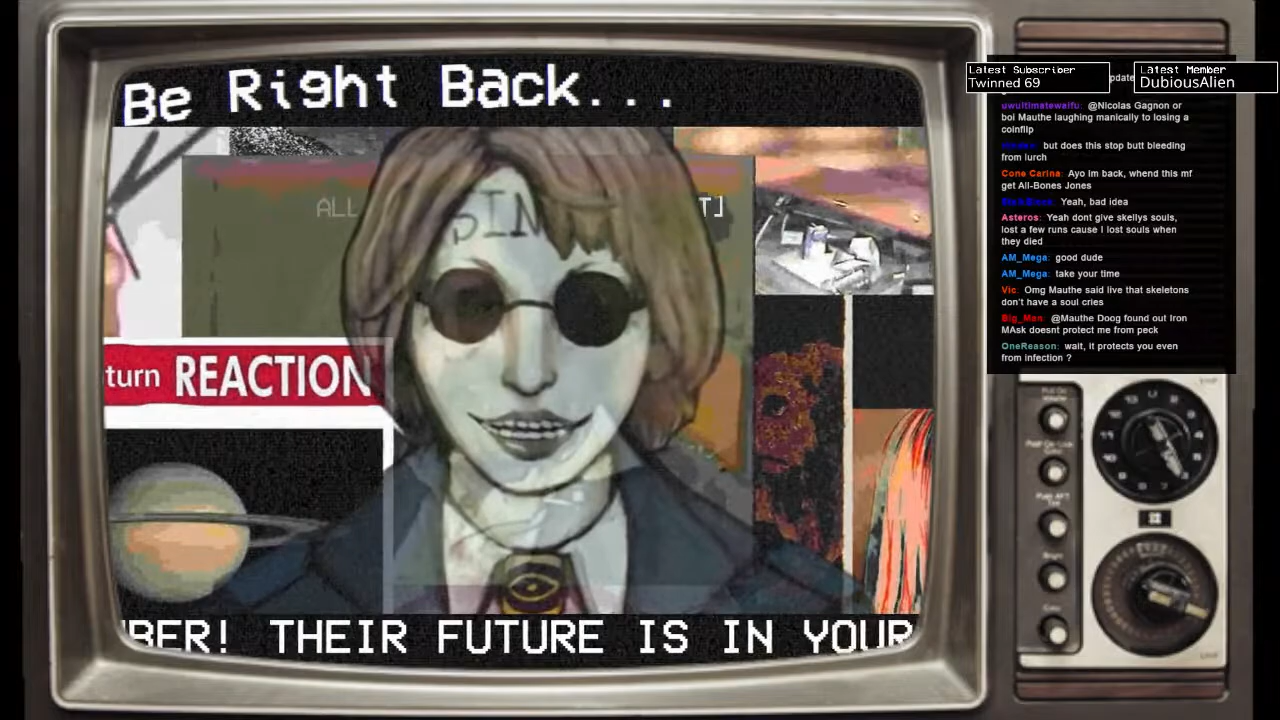 Be Right Back...
ALL
SIN
T]
turn REACTION
BER! THEIR FUTURE IS IN YOUR
Latest Subscriber
Twinned 69
Latest Member
DubiousAlien
uwultimatewaifu: @Nicolas Gagnon or
boi Mauthe laughing manically to losing a
coinflip
but does this stop butt bleeding
from lurch
Cone Carina: Ayo im back, whend this mf
get All-Bones Jones
Yeah, bad idea
Asteros: Yeah dont give skellys souls,
lost a few runs cause I lost souls when
they died
AM_Mega: good dude
AM_Mega: take your time
Vic: Omg Mauthe said live that skeletons
don't have a soul cries
Big_Man: @Mauthe Doog found out Iron
MAsk doesnt protect me from peck
OneReason: wait, it protects you even
from infection ?